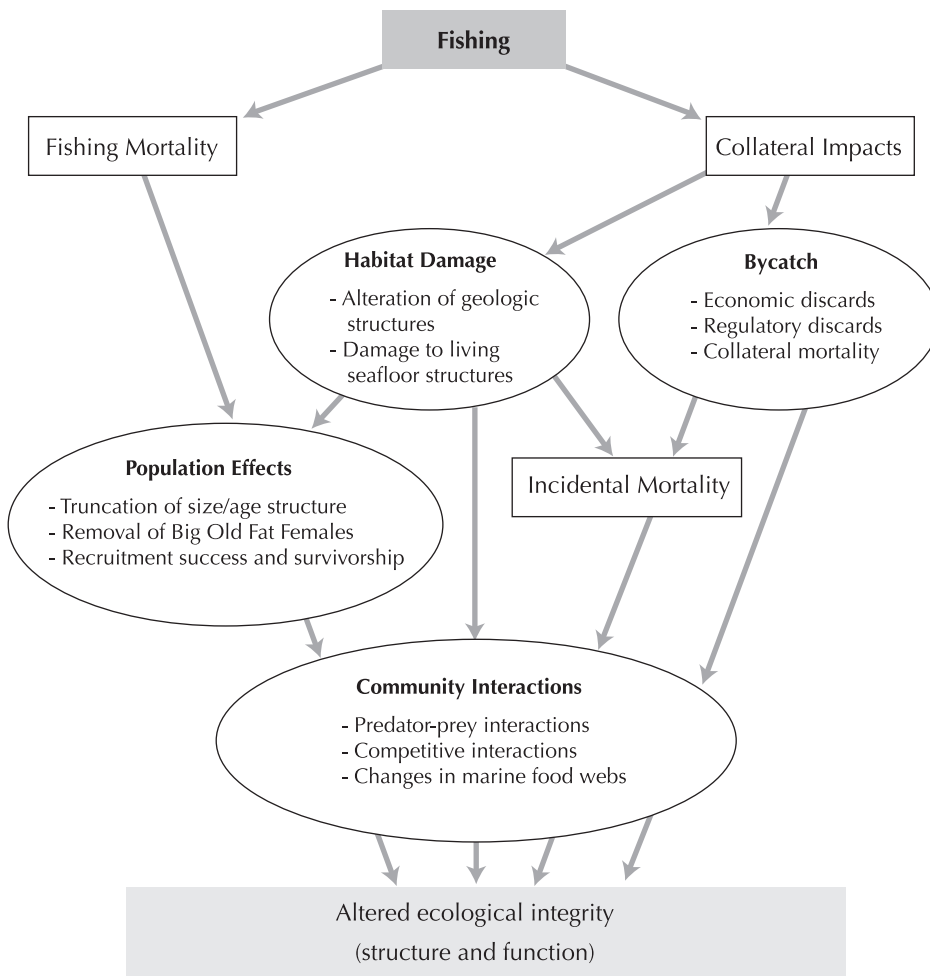 Fishing
Fishing Mortality
Collateral Impacts
Habitat Damage
- Alteration of geologic
structures
- Damage to living
seafloor structures
Bycatch
- Economic discards
- Regulatory discards
- Collateral mortality
Population Effects
- Truncation of size/age structure
- Removal of Big Old Fat Females
- Recruitment success and survivorship
Incidental Mortality
Community Interactions
- Predator-prey interactions
- Competitive interactions
- Changes in marine food webs
Altered ecological integrity
(structure and function)